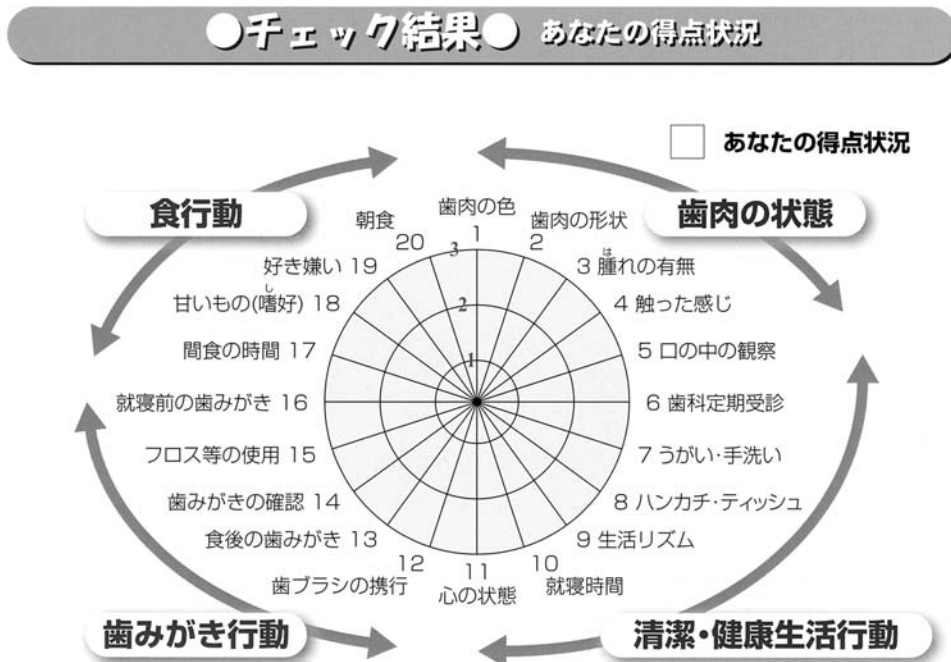 ●チェック結果● あなたの得点状況
あなたの得点状況
食行動
歯肉の状態
歯肉の色
1
歯肉の形状
2
3 腫れの有無
は
4 触った感じ
5 口の中の観察
6 歯科定期受診
7 うがい・手洗い
8 ハンカチ・ティッシュ
9 生活リズム
10
就寝時間
11
心の状態
12
歯ブラシの携行
食後の歯みがき 13
歯みがきの確認 14
フロス等の使用 15
就寝前の歯みがき 16
間食の時間 17
し
甘いもの(嗜好) 18
好き嫌い 19
朝食
20
3
2
1
歯みがき行動
清潔・健康生活行動